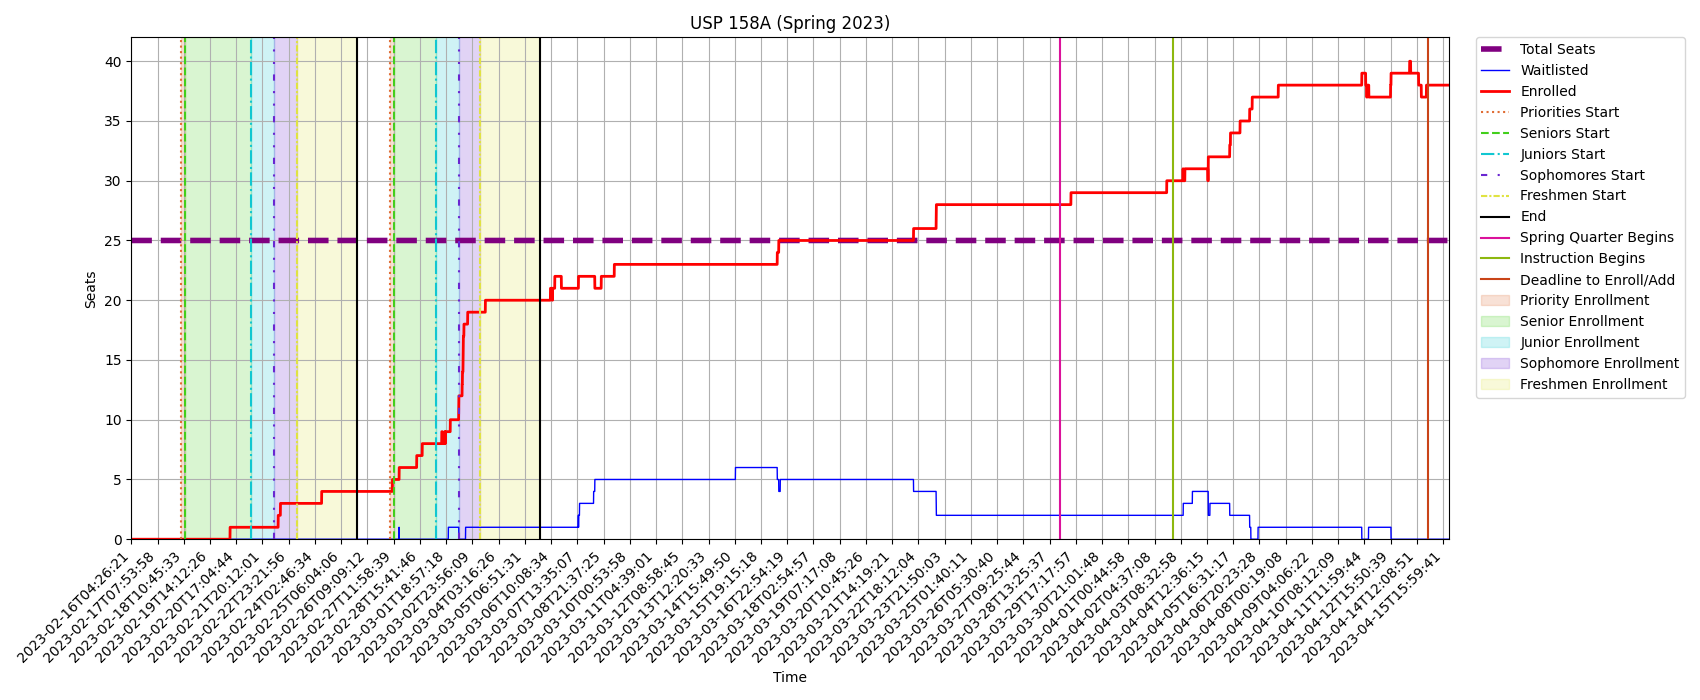 USP 158A (Spring 2023)
Total Seats
Waitlisted
Enrolled
Priorities Start
Seniors Start
Juniors Start
Sophomores Start
Freshmen Start
End
Spring Quarter Begins
Instruction Begins
Deadline to Enroll/Add
Priority Enrollment
Senior Enrollment
Junior Enrollment
Sophomore Enrollment
Freshmen Enrollment
Seats
40
35
30
25
20
15
10
5
0
2023-02-16T04:26:21
2023-02-17T07:53:58
2023-02-18T10:45:33
2023-02-19T14:12:26
2023-02-20T17:04:44
2023-02-21T20:12:01
2023-02-22T23:21:56
2023-02-24T02:46:34
2023-02-25T06:04:06
2023-02-26T09:09:12
2023-02-27T11:58:39
2023-02-28T15:41:46
2023-03-01T18:57:18
2023-03-02T23:56:09
2023-03-04T03:16:26
2023-03-05T06:51:31
2023-03-06T10:08:34
2023-03-07T13:35:07
2023-03-08T21:37:25
2023-03-10T00:53:58
2023-03-11T04:39:01
2023-03-12T08:58:45
2023-03-13T12:20:33
2023-03-14T15:49:50
2023-03-15T19:15:18
2023-03-16T22:54:19
2023-03-18T02:54:57
2023-03-19T07:17:08
2023-03-20T10:45:26
2023-03-21T14:19:21
2023-03-22T18:12:04
2023-03-23T21:50:03
2023-03-25T01:40:11
2023-03-26T05:30:40
2023-03-27T09:25:44
2023-03-28T13:25:37
2023-03-29T17:17:57
2023-03-30T21:01:48
2023-04-01T00:44:58
2023-04-02T04:37:08
2023-04-03T08:32:58
2023-04-04T12:36:15
2023-04-05T16:31:17
2023-04-06T20:23:28
2023-04-08T00:19:08
2023-04-09T04:06:22
2023-04-10T08:12:09
2023-04-11T11:59:44
2023-04-12T15:50:39
2023-04-14T12:08:51
2023-04-15T15:59:41
Time